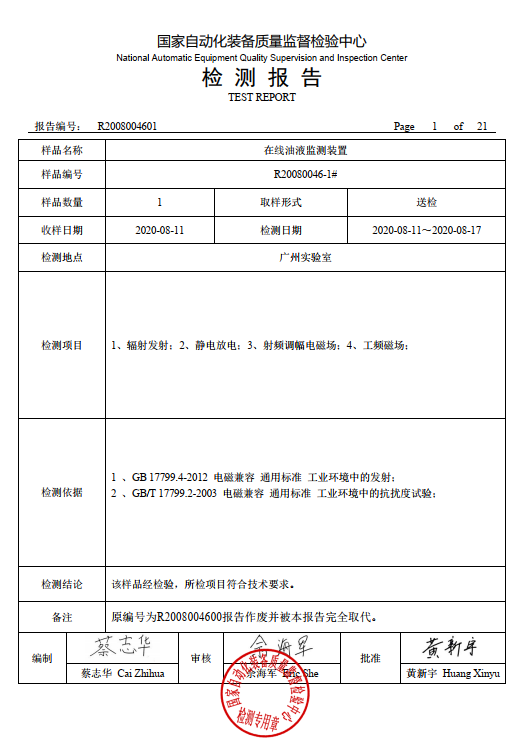 国家自动化装备质量监督检验中心
National Automatic Equipment Quality Supervision and Inspection Center
检 测 报 告
TEST REPORT
报告编号: R2008004601 Page 1 of 21
样品名称 在线油液监测装置
样品编号 R20080046-1#
样品数量 1 取样形式 送检
收样日期 2020-08-11 检测日期 2020-08-11～2020-08-17
检测地点 广州实验室
检测项目 1、辐射发射；2、静电放电；3、射频调幅电磁场；4、工频磁场；
检测依据
1 、GB 17799.4-2012 电磁兼容 通用标准 工业环境中的发射；
2 、GB/T 17799.2-2003 电磁兼容 通用标准 工业环境中的抗扰度试验；
检测结论 该样品经检验，所检项目符合技术要求。
备注 原编号为R2008004600报告作废并被本报告完全取代。
编制 蔡志华 审核 佘海军 批准 黄新宇
蔡志华 Cai Zhihua 佘海军 Eric She 黄新宇 Huang Xinyu
国家自动化装备质量监督检验中心
检测专用章